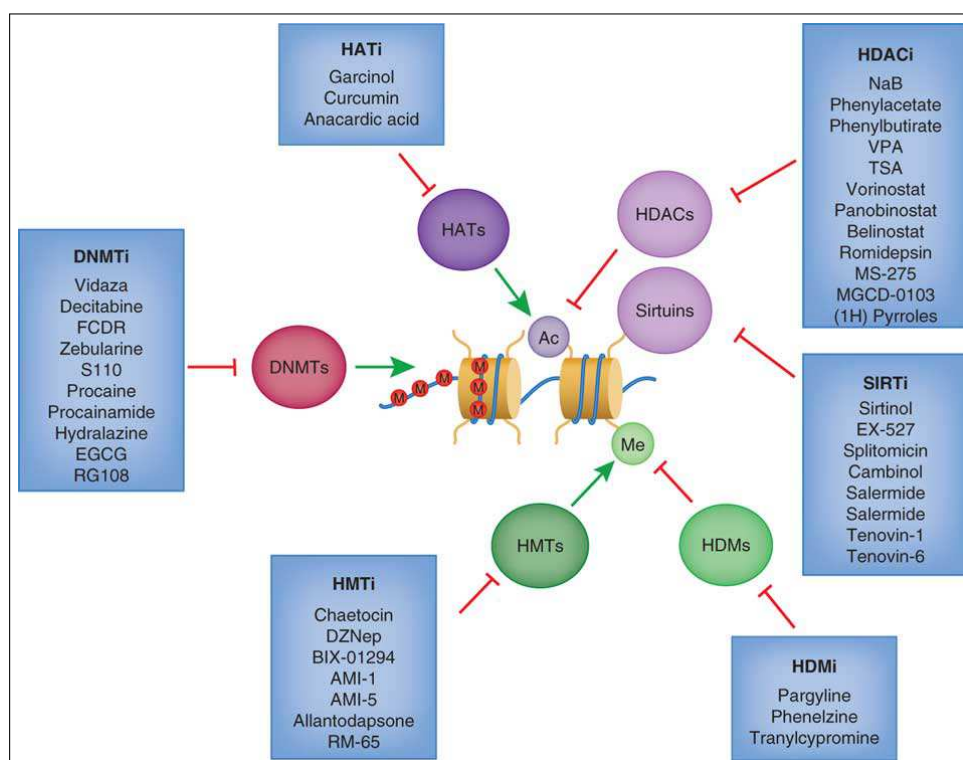 HATi
Garcinol
Curcumin
Anacardic acid
HDACi
NaB
Phenylacetate
Phenylbutirate
VPA
TSA
Vorinostat
Panobinostat
Belinostat
Romidepsin
MS-275
MGCD-0103
(1H) Pyrroles
HATs
HDACs
DNMTi
Vidaza
Decitabine
FCDR
Zebularine
S110
Procaine
Procainamide
Hydralazine
EGCG
RG108
DNMTs
Ac
Sirtuins
M
M
M
M
M
M
Me
SIRTi
Sirtinol
EX-527
Splitomicin
Cambinol
Salermide
Salermide
Tenovin-1
Tenovin-6
HMTs
HDMs
HMTi
Chaetocin
DZNep
BIX-01294
AMI-1
AMI-5
Allantodapsone
RM-65
HDMi
Pargyline
Phenelzine
Tranylcypromine